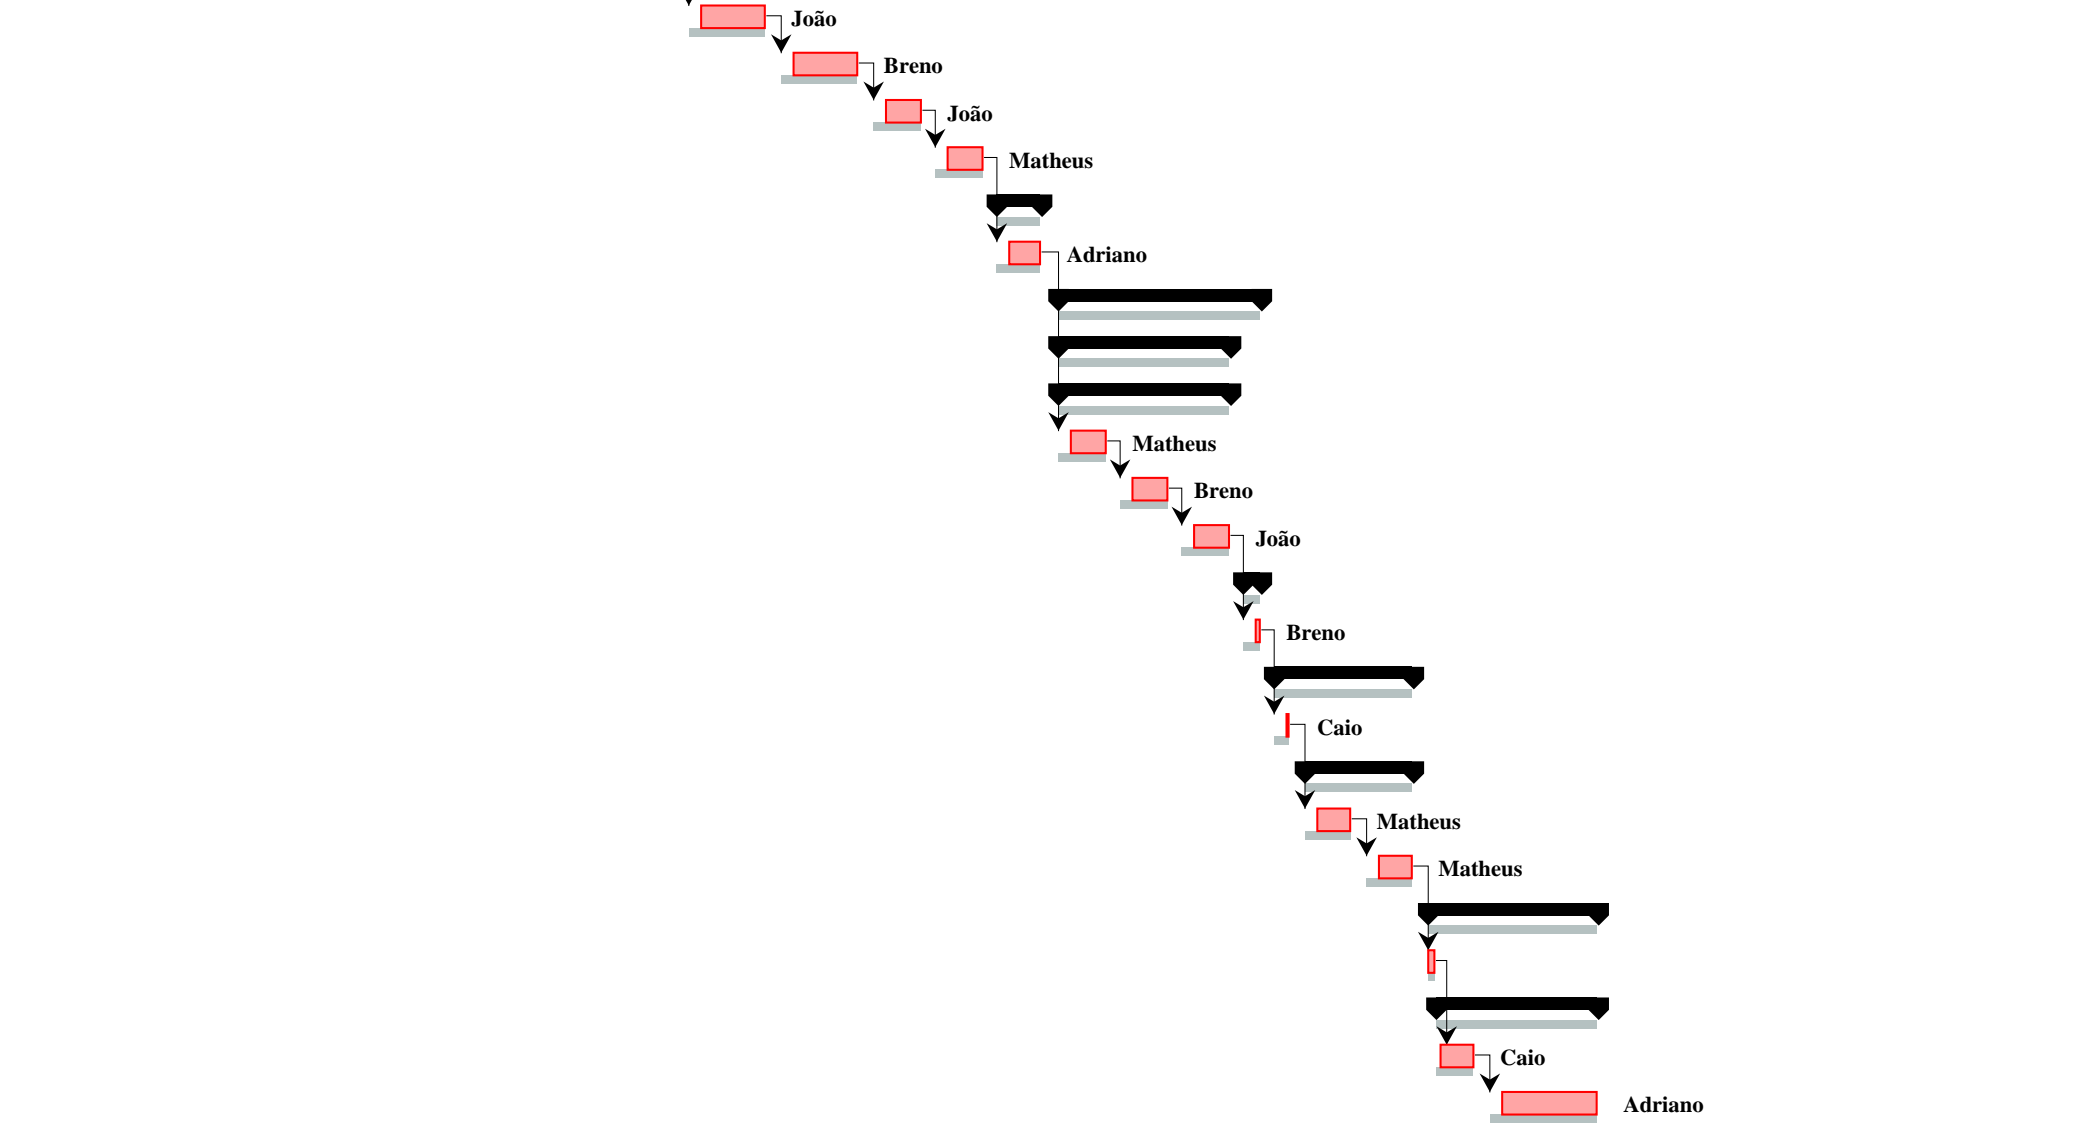 João
Breno
João
Matheus
Adriano
Matheus
Breno
João
Breno
Caio
Matheus
Matheus
Caio
Adriano